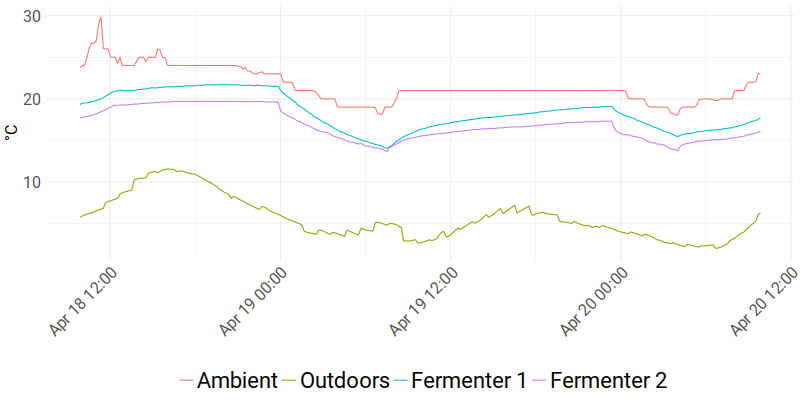 30
20
10
°C
Apr 18 12:00
Apr 19 00:00
Apr 19 12:00
Apr 20 00:00
Apr 20 12:00
Ambient Outdoors Fermenter 1 Fermenter 2